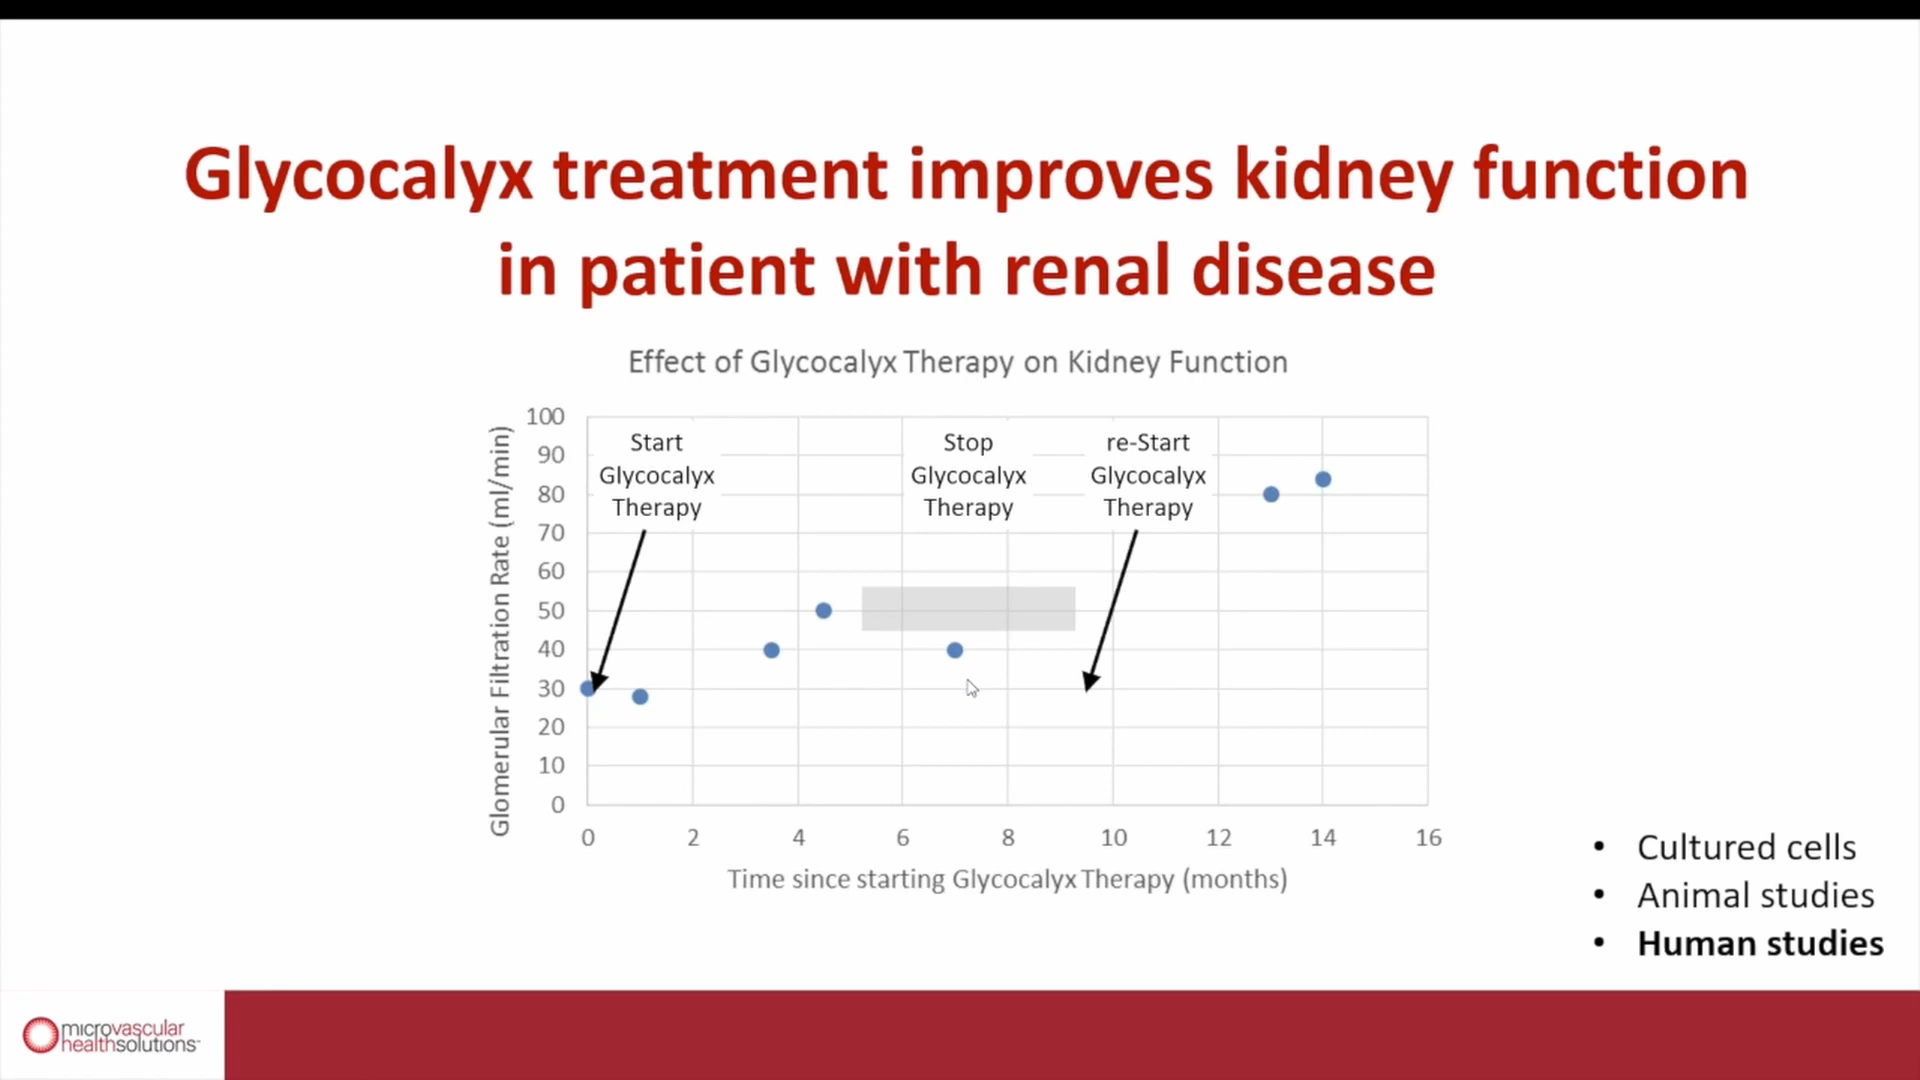 Glycocalyx treatment improves kidney function
in patient with renal disease
Effect of Glycocalyx Therapy on Kidney Function
Glomerular Filtration Rate (ml/min)
100
90
80
70
60
50
40
30
20
10
0
Start
Glycocalyx
Therapy
Stop
Glycocalyx
Therapy
re-Start
Glycocalyx
Therapy
0 2 4 6 8 10 12 14 16
Time since starting Glycocalyx Therapy (months)
• Cultured cells
• Animal studies
• Human studies
microvascular
healthsolutions